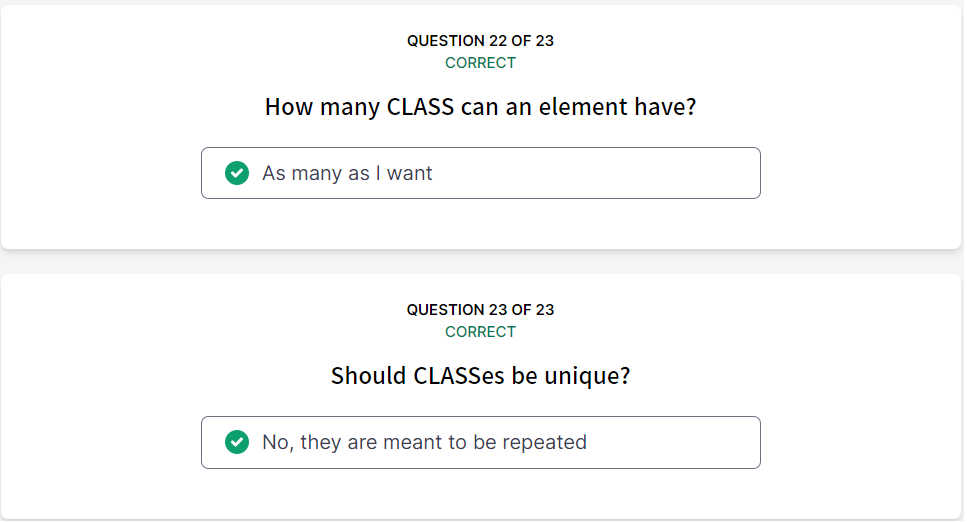 QUESTION 22 OF 23
CORRECT
How many CLASS can an element have?
As many as I want
QUESTION 23 OF 23
CORRECT
Should CLASSes be unique?
No, they are meant to be repeated